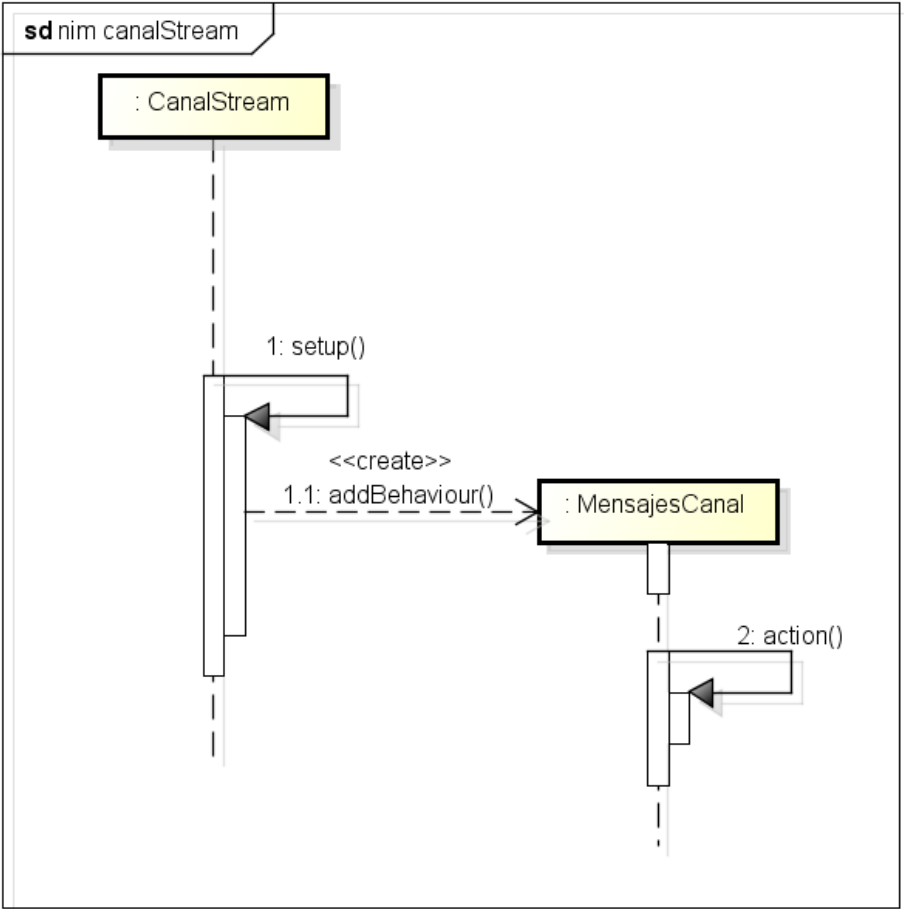 sd nim canalStream
: CanalStream
1: setup()
<<create>>
1.1: addBehaviour()
: MensajesCanal
2: action()